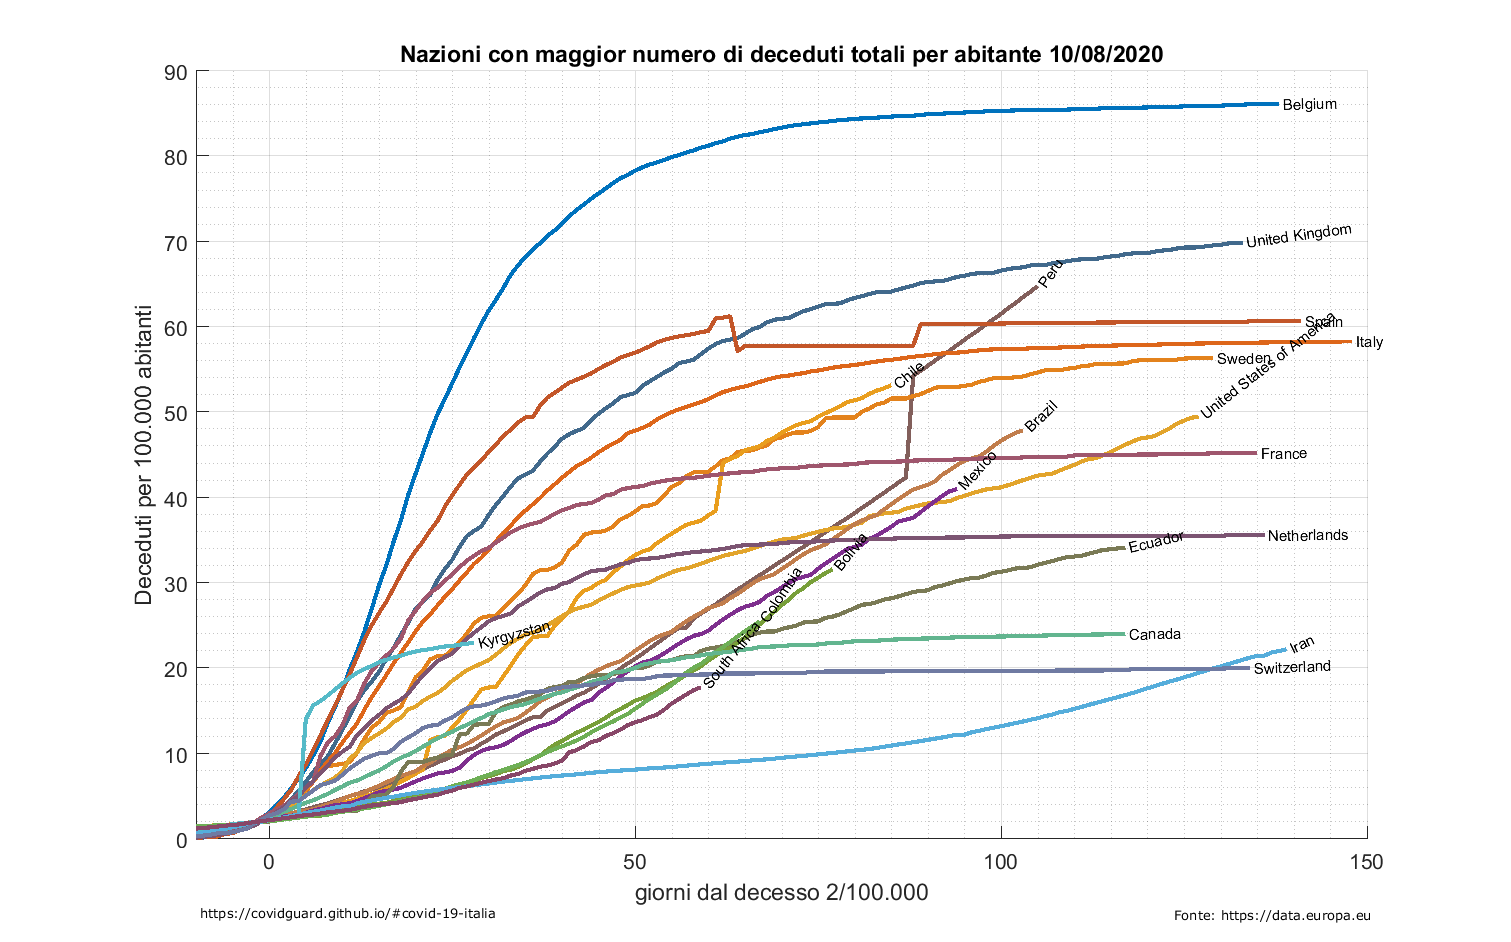 Nazioni con maggior numero di deceduti totali per abitante 10/08/2020
Deceduti per 100.000 abitanti
90
80
70
60
50
40
30
20
10
0
Belgium
United Kingdom
Peru
Spain
United States of America
Italy
Sweden
Chile
Brazil
France
Mexico
Netherlands
Ecuador
Bolivia
Colombia
South Africa
Kyrgyzstan
Canada
Iran
Switzerland
0 50 100 150
giorni dal decesso 2/100.000
https://covidguard.github.io/#covid-19-italia
Fonte: https://data.europa.eu